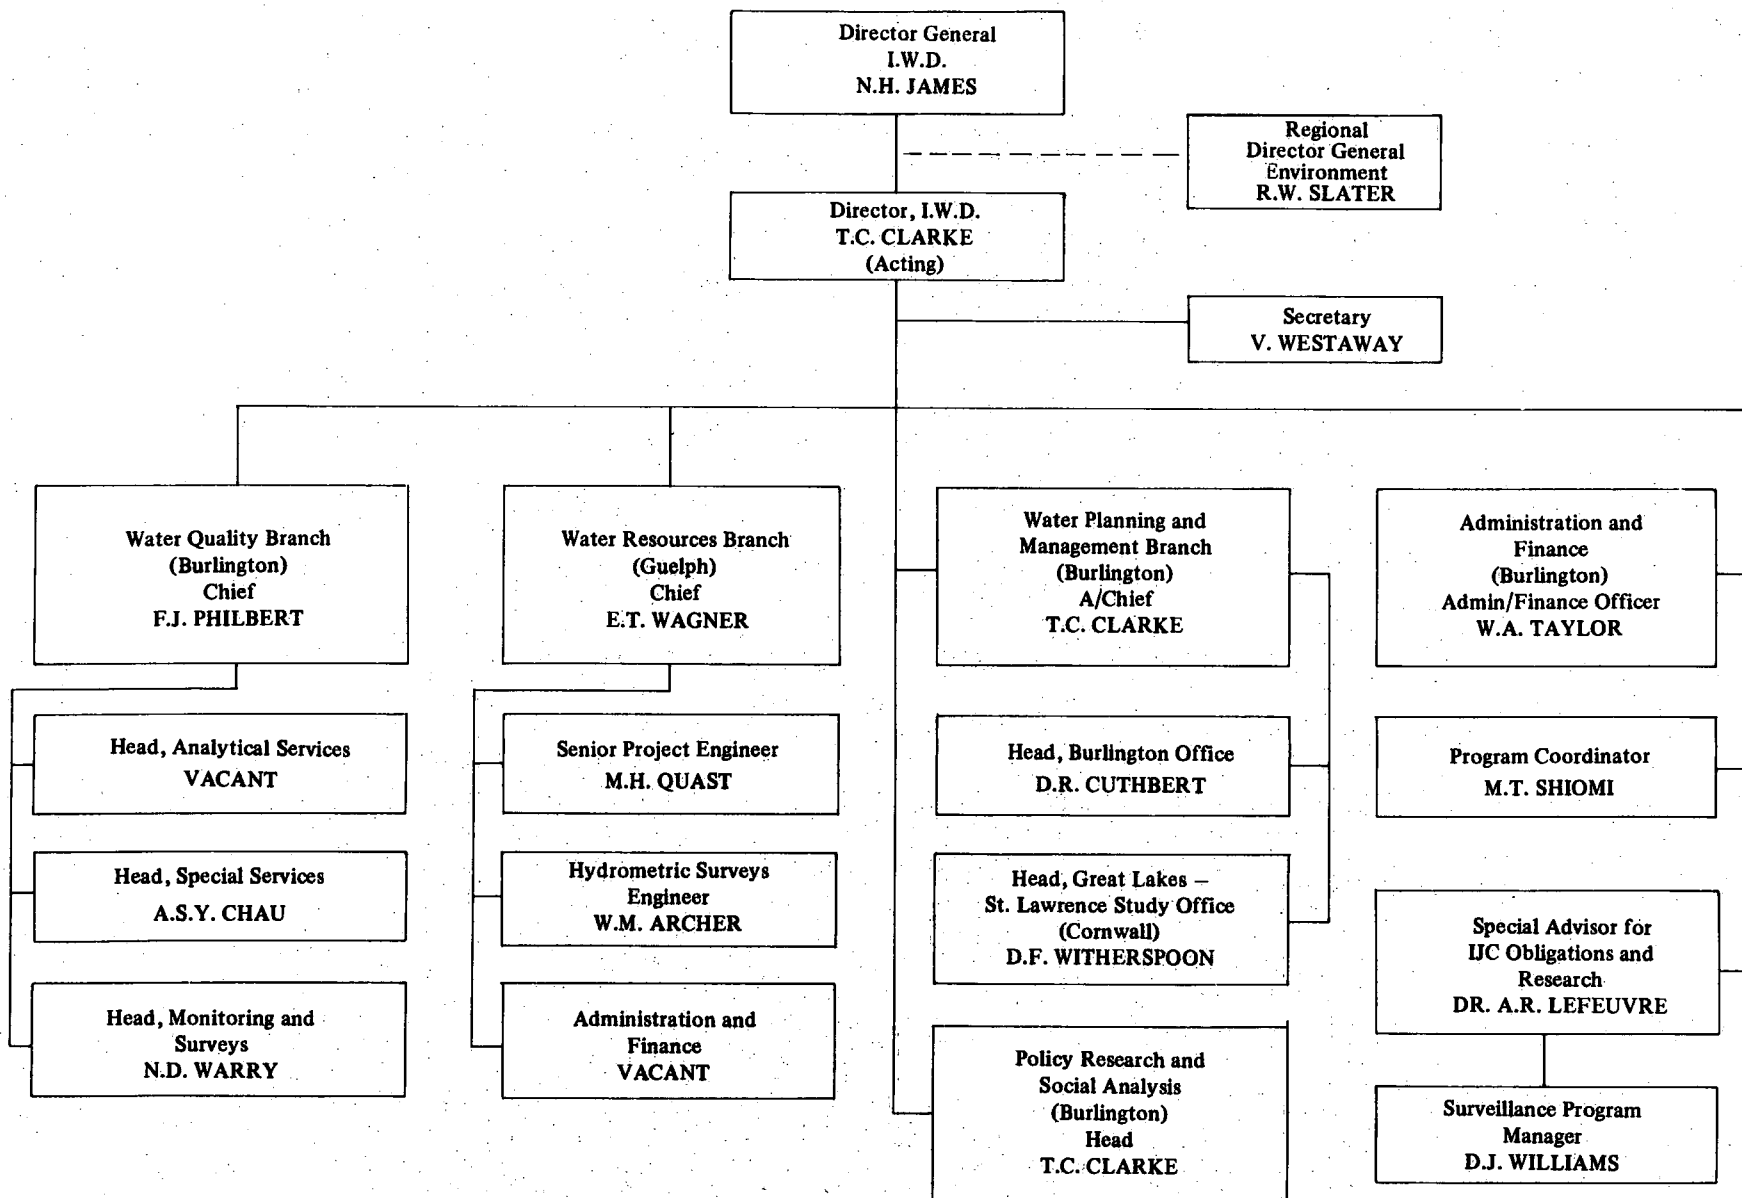 Director General
I.W.D.
N.H. JAMES
Regional
Director General
Environment
R.W. SLATER
Director, I.W.D.
T.C. CLARKE
(Acting)
Secretary
V. WESTAWAY
Water Quality Branch
(Burlington)
Chief
F.J. PHILBERT
Head, Analytical Services
VACANT
Head, Special Services
A.S.Y. CHAU
Head, Monitoring and
Surveys
N.D. WARRY
Water Resources Branch
(Guelph)
Chief
E.T. WAGNER
Senior Project Engineer
M.H. QUAST
Hydrometric Surveys
Engineer
W.M. ARCHER
Administration and
Finance
VACANT
Water Planning and
Management Branch
(Burlington)
A/Chief
T.C. CLARKE
Head, Burlington Office
D.R. CUTHBERT
Head, Great Lakes –
St. Lawrence Study Office
(Cornwall)
D.F. WITHERSPOON
Policy Research and
Social Analysis
(Burlington)
Head
T.C. CLARKE
Administration and
Finance
(Burlington)
Admin/Finance Officer
W.A. TAYLOR
Program Coordinator
M.T. SHIOMI
Special Advisor for
IJC Obligations and
Research
DR. A.R. LEFEUVRE
Surveillance Program
Manager
D.J. WILLIAMS